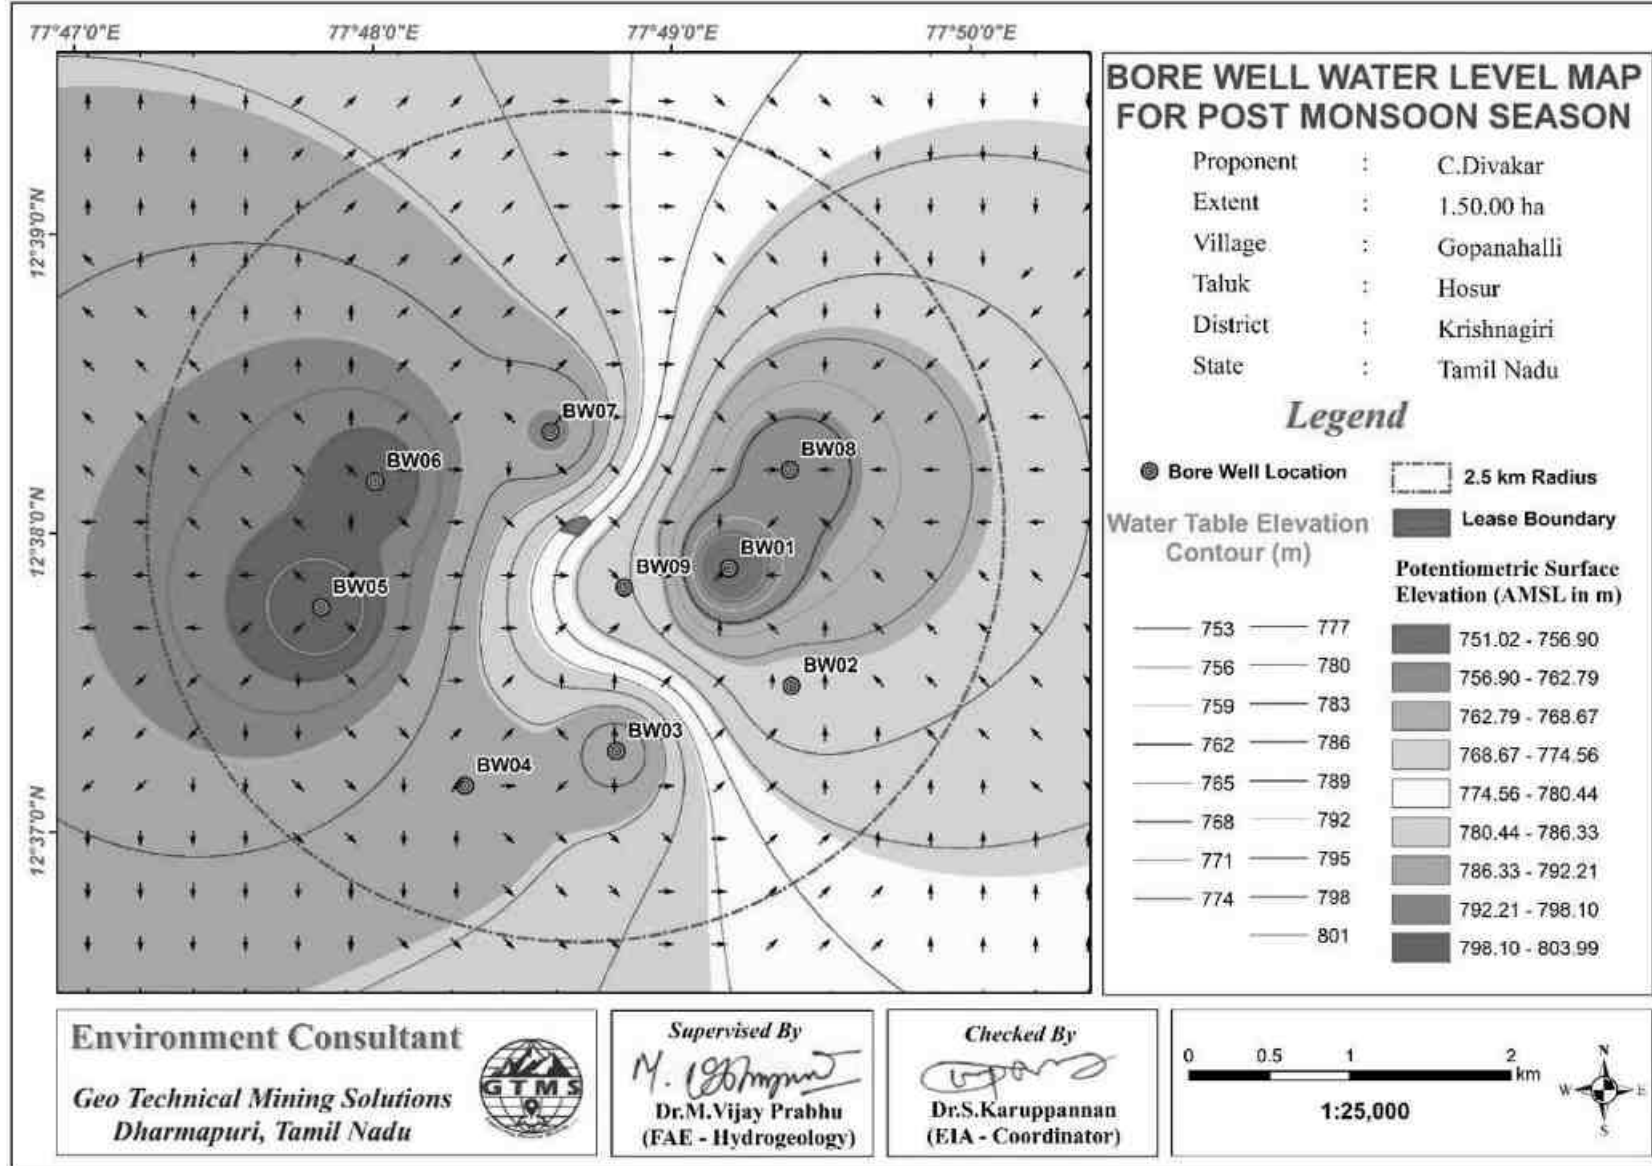 77°47'0"E
77°48'0"E
77°49'0"E
77°50'0"E
12°39'0"N
12°38'0"N
12°37'0"N
BW07
BW06
BW08
BW01
BW09
BW05
BW02
BW03
BW04
BORE WELL WATER LEVEL MAP
FOR POST MONSOON SEASON
Proponent : C.Divakar
Extent : 1.50.00 ha
Village : Gopanahalli
Taluk : Hosur
District : Krishnagiri
State : Tamil Nadu
Legend
Bore Well Location
2.5 km Radius
Lease Boundary
Water Table Elevation
Contour (m)
753 777
756 780
759 783
762 786
765 789
768 792
771 795
774 798
801
Potentiometric Surface
Elevation (AMSL in m)
751.02 - 756.90
756.90 - 762.79
762.79 - 768.67
768.67 - 774.56
774.56 - 780.44
780.44 - 786.33
786.33 - 792.21
792.21 - 798.10
798.10 - 803.99
Environment Consultant
Geo Technical Mining Solutions
Dharmapuri, Tamil Nadu
GTMS
Supervised By
Dr.M.Vijay Prabhu
(FAE - Hydrogeology)
Checked By
Dr.S.Karuppannan
(EIA - Coordinator)
0 0.5 1 2
km
1:25,000
N
W E
S